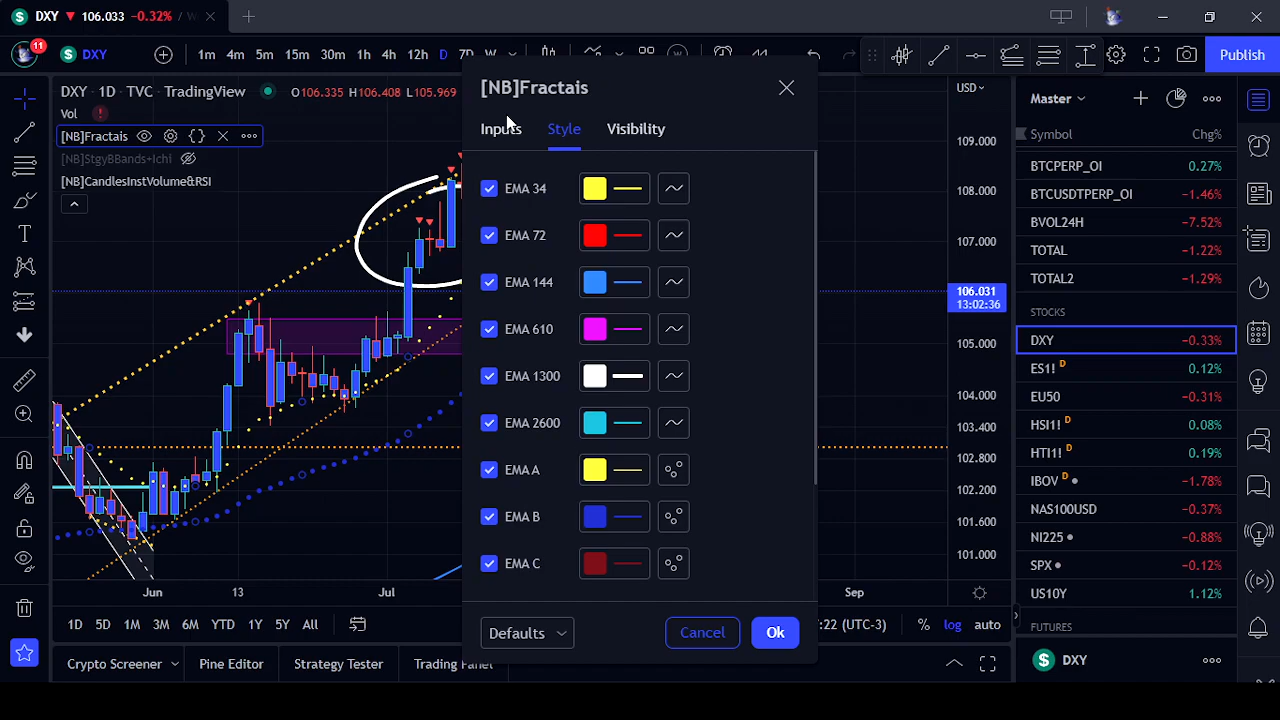 DXY 106.033 -0.32% /
11
DXY
1m 4m 5m 15m 30m 1h 4h 12h D 7D W
Publish
DXY · 1D · TVC · TradingView O106.335 H106.408 L105.969
Vol
[NB]Fractais
[NB]StgyBBands+Ichi
[NB]CandlesInstVolume&RSI
[NB]Fractais
Inputs Style Visibility
EMA 34
EMA 72
EMA 144
EMA 610
EMA 1300
EMA 2600
EMA A
EMA B
EMA C
Defaults
Cancel
Ok
USD
109.000
108.000
107.000
106.031
13:02:36
105.000
104.000
103.400
102.800
102.200
101.600
101.000
Jun 13 Jul Sep
1D 5D 1M 3M 6M YTD 1Y 5Y All
:22 (UTC-3) % log auto
Crypto Screener Pine Editor Strategy Tester Trading Panel
Master
Symbol Chg%
BTCPERP_OI 0.27%
BTCUSDTPERP_OI -1.46%
BVOL24H -7.52%
TOTAL -1.22%
TOTAL2 -1.29%
STOCKS
DXY -0.33%
ES1! D 0.12%
EU50 -0.31%
HSI1! D 0.08%
HTI1! D 0.19%
IBOV D -1.78%
NAS100USD -0.37%
NI225 -0.88%
SPX -0.12%
US10Y 1.12%
FUTURES
DXY